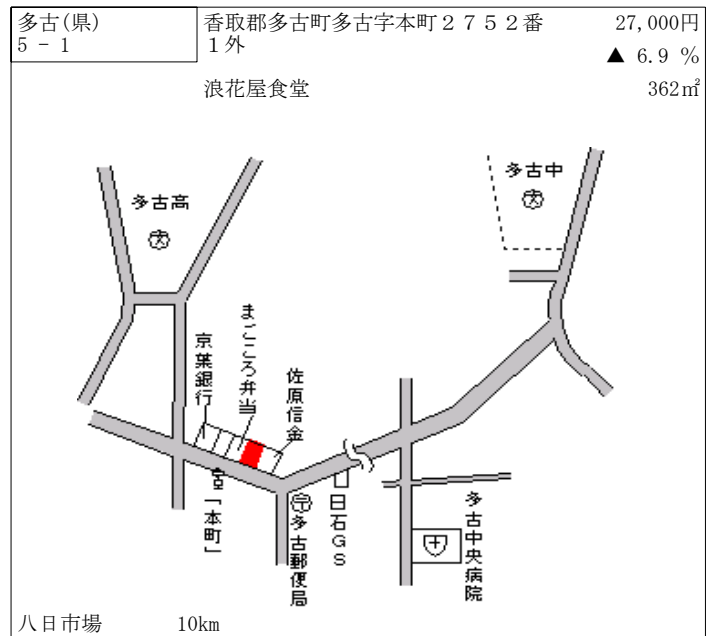 多古(県)
5 - 1
香取郡多古町多古字本町２７５２番
１外
27,000円
▲ 6.9 %
浪花屋食堂
362㎡
多古高
文
多古中
文
京葉銀行
まごころ弁当
佐原信金
「本町」
〒
多古郵便局
日石ＧＳ
多古中央病院
八日市場
10km